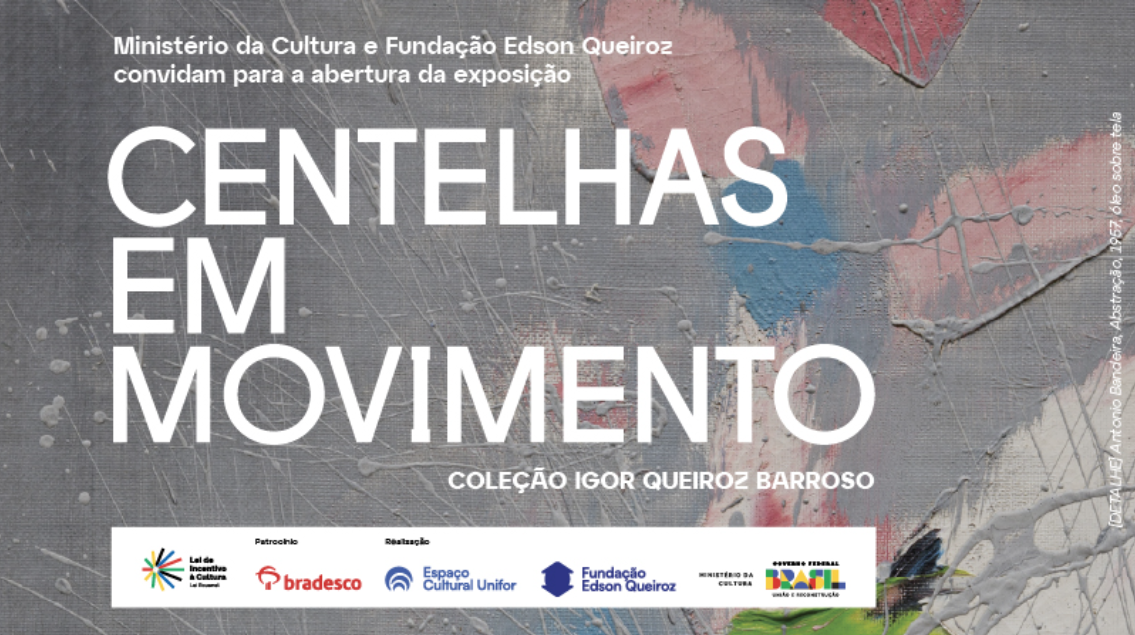 Ministério da Cultura e Fundação Edson Queiroz
convidam para a abertura da exposição
CENTELHAS
EM
MOVIMENTO
COLEÇÃO IGOR QUEIROZ BARROSO
[DETALHE] Antonio Bandeira, Abstração, 1957, óleo sobre tela
Lei de
Incentivo
à Cultura
Lei Rouanet
Patrocínio
bradesco
Realização
Espaço
Cultural Unifor
Fundação
Edson Queiroz
MINISTÉRIO DA
CULTURA
GOVERNO FEDERAL
BRASIL
UNIÃO E RECONSTRUÇÃO